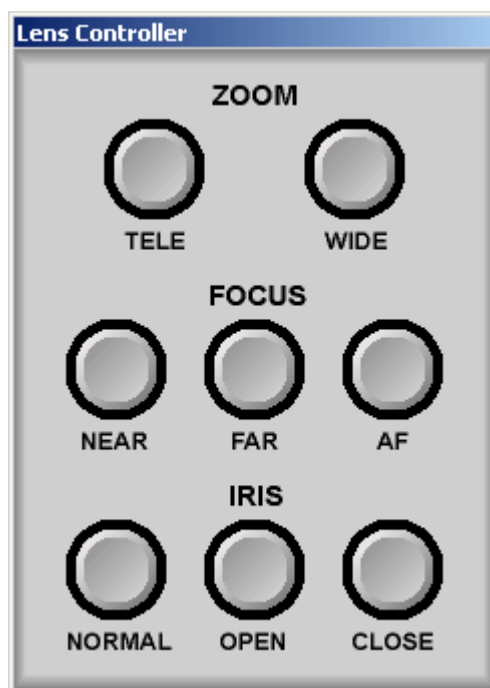 Lens Controller
ZOOM
TELE WIDE
FOCUS
NEAR FAR AF
IRIS
NORMAL OPEN CLOSE